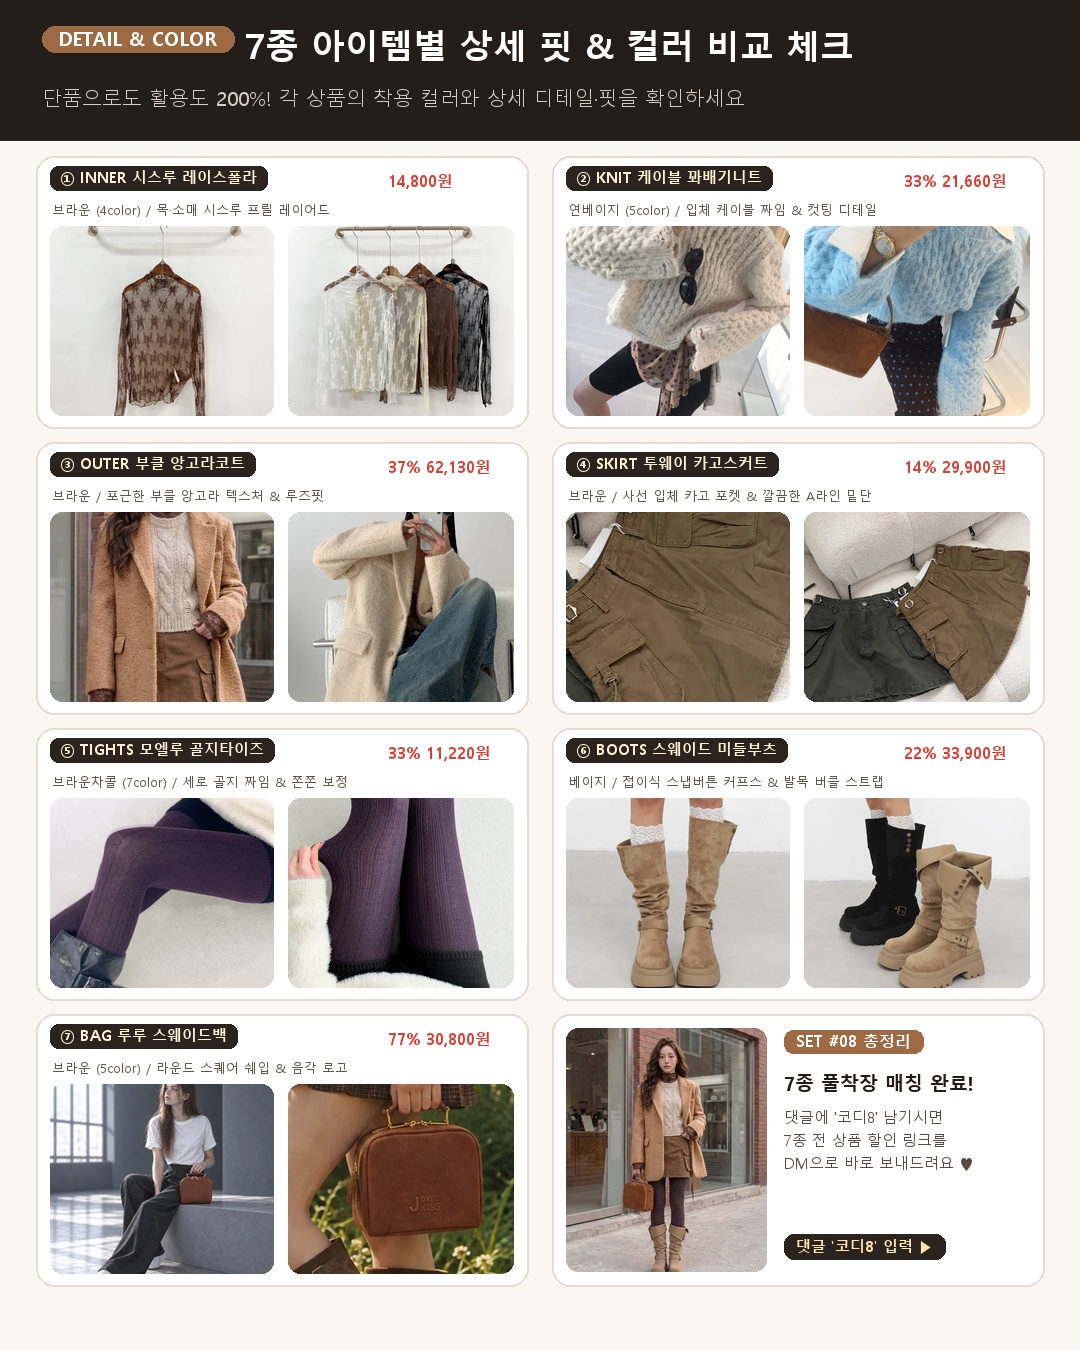 DETAIL & COLOR
7종 아이템별 상세 핏 & 컬러 비교 체크
단품으로도 활용도 200%! 각 상품의 착용 컬러와 상세 디테일·핏을 확인하세요
① INNER 시스루 레이스폴라
14,800원
브라운 (4color) / 목·소매 시스루 프릴 레이어드
② KNIT 케이블 꽈배기니트
33% 21,660원
연베이지 (5color) / 입체 케이블 짜임 & 컷팅 디테일
③ OUTER 부클 앙고라코트
37% 62,130원
브라운 / 포근한 부클 앙고라 텍스처 & 루즈핏
④ SKIRT 투웨이 카고스커트
14% 29,900원
브라운 / 사선 입체 카고 포켓 & 깔끔한 A라인 밑단
⑤ TIGHTS 모엘루 골지타이즈
33% 11,220원
브라운차콜 (7color) / 세로 골지 짜임 & 쫀쫀 보정
⑥ BOOTS 스웨이드 미들부츠
22% 33,900원
베이지 / 접이식 스냅버튼 커프스 & 발목 버클 스트랩
⑦ BAG 루루 스웨이드백
77% 30,800원
브라운 (5color) / 라운드 스퀘어 쉐입 & 음각 로고
SET #08 총정리
7종 풀착장 매칭 완료!
댓글에 '코디8' 남기시면
7종 전 상품 할인 링크를
DM으로 바로 보내드려요 ♥
댓글 '코디8' 입력 ▶